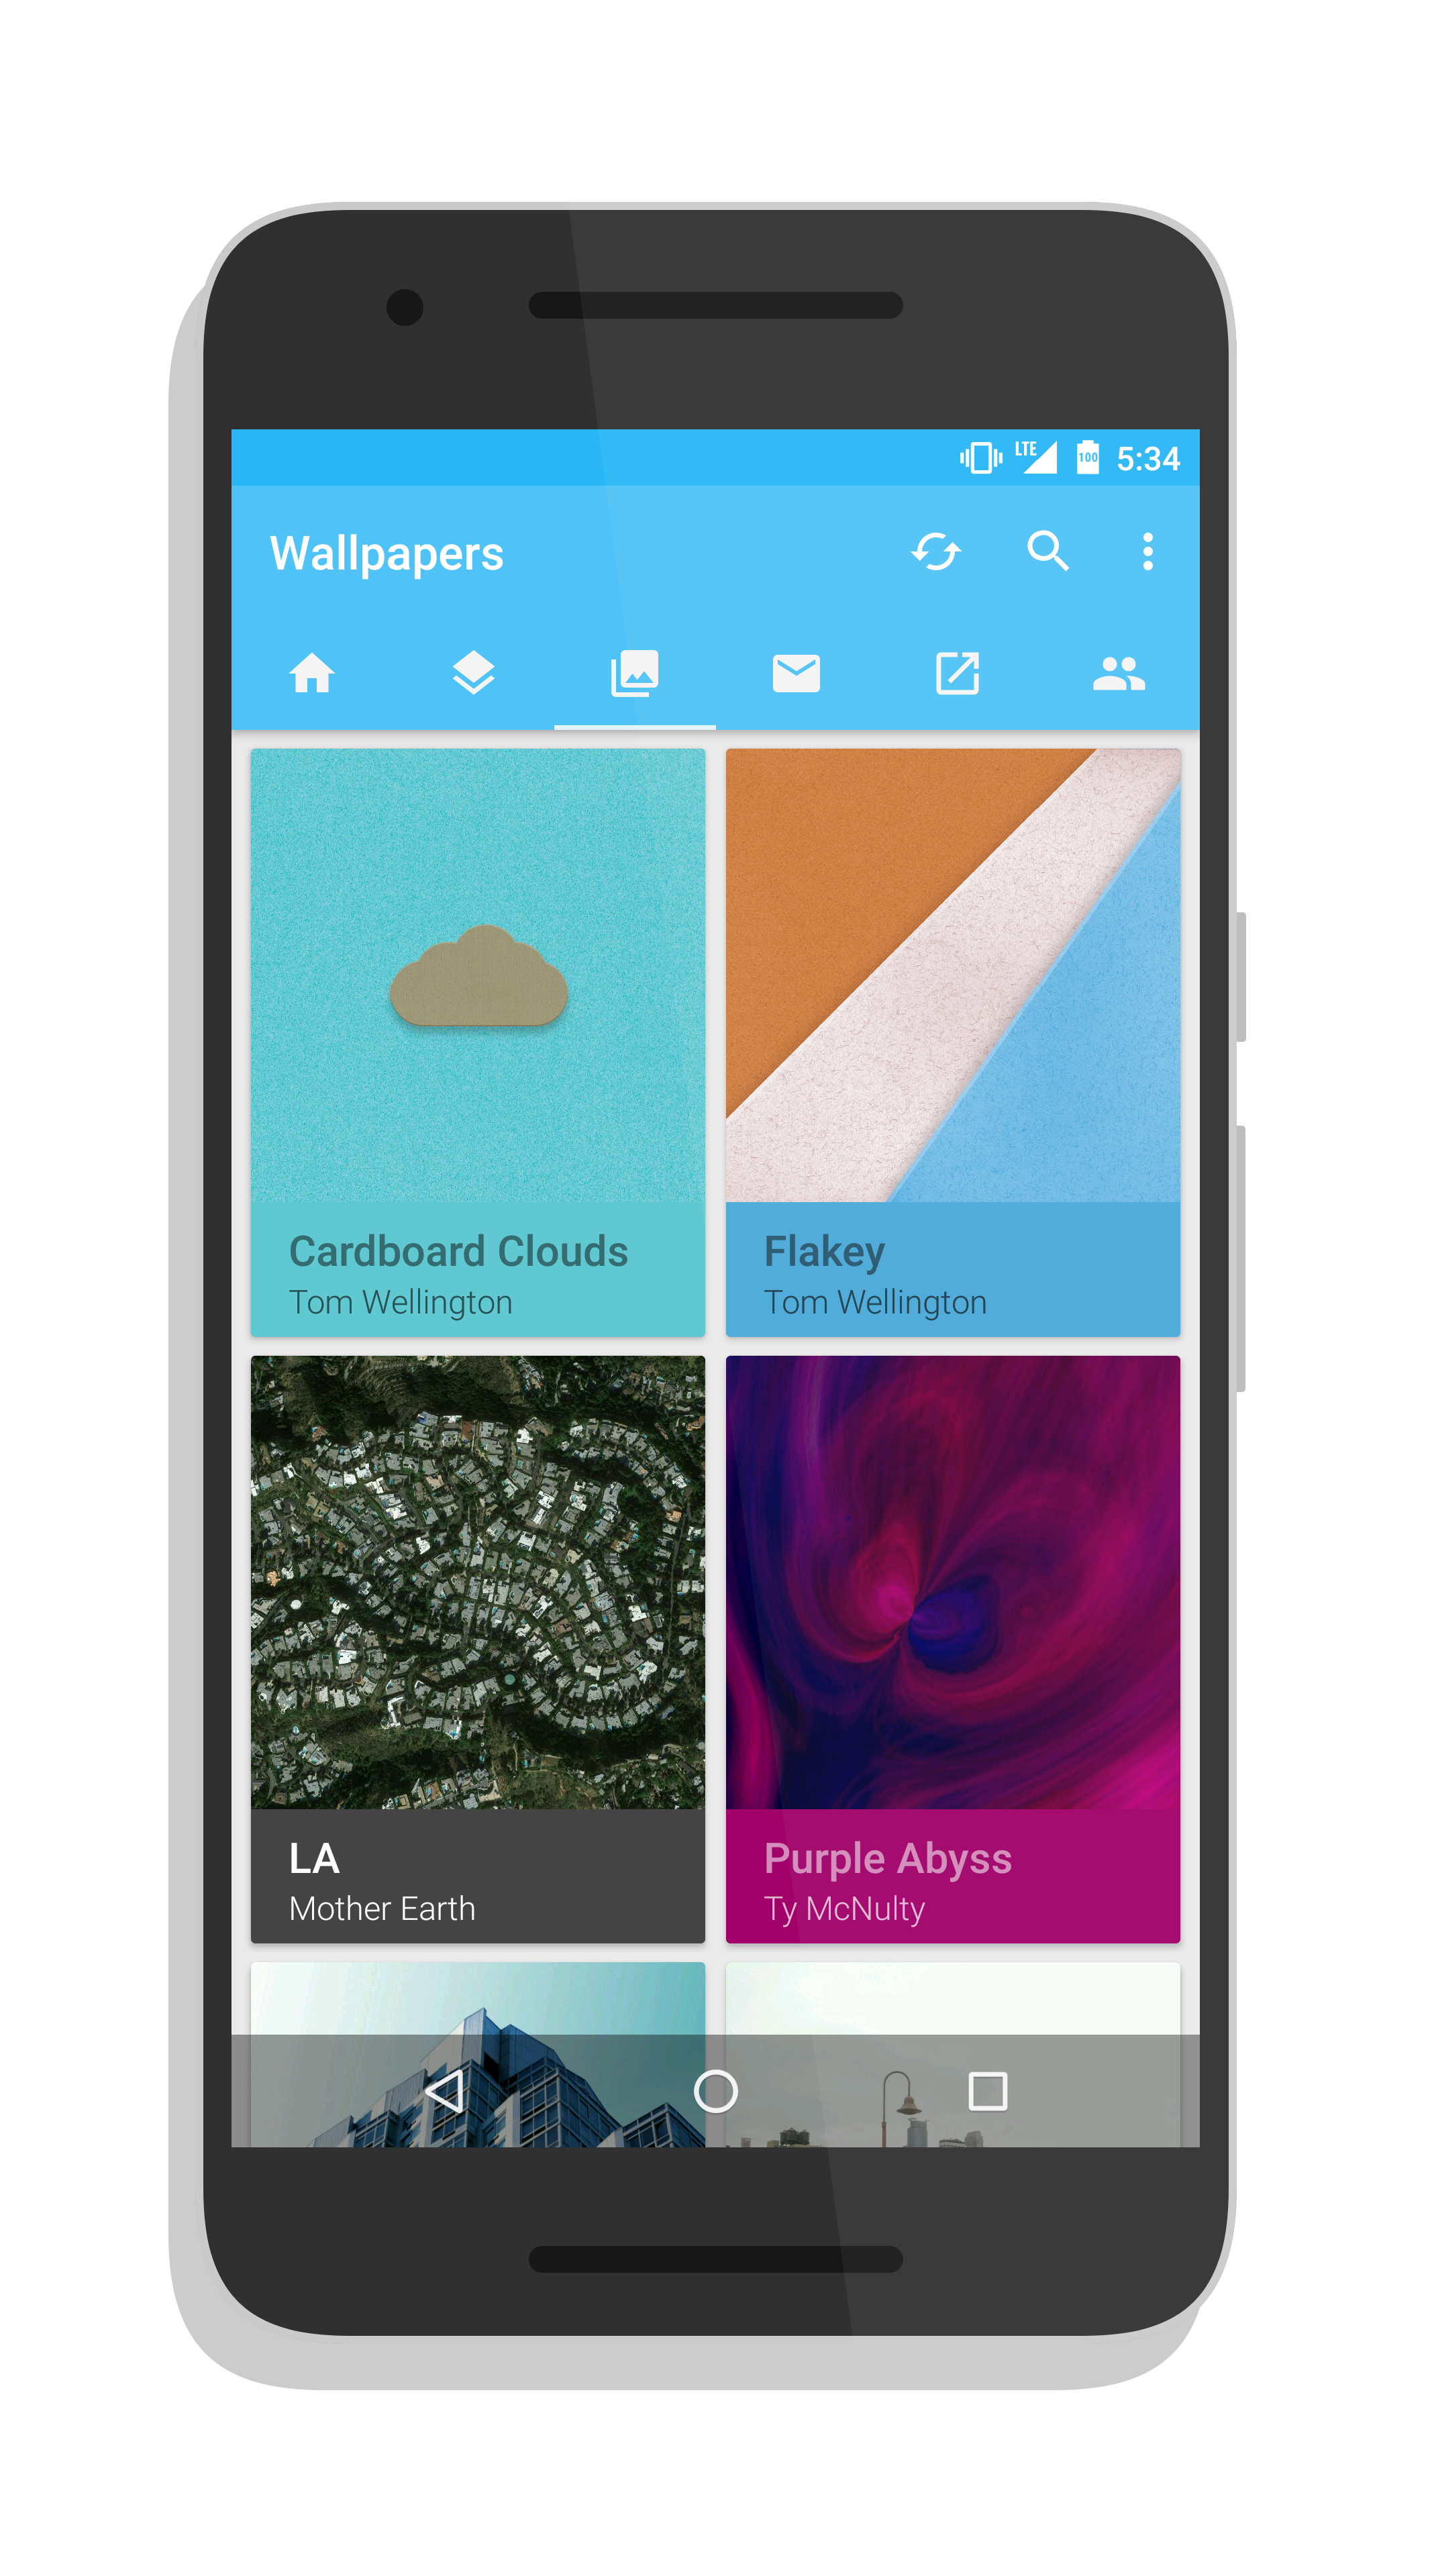 LTE 100 5:34
Wallpapers
Cardboard Clouds
Tom Wellington
Flakey
Tom Wellington
LA
Mother Earth
Purple Abyss
Ty McNulty